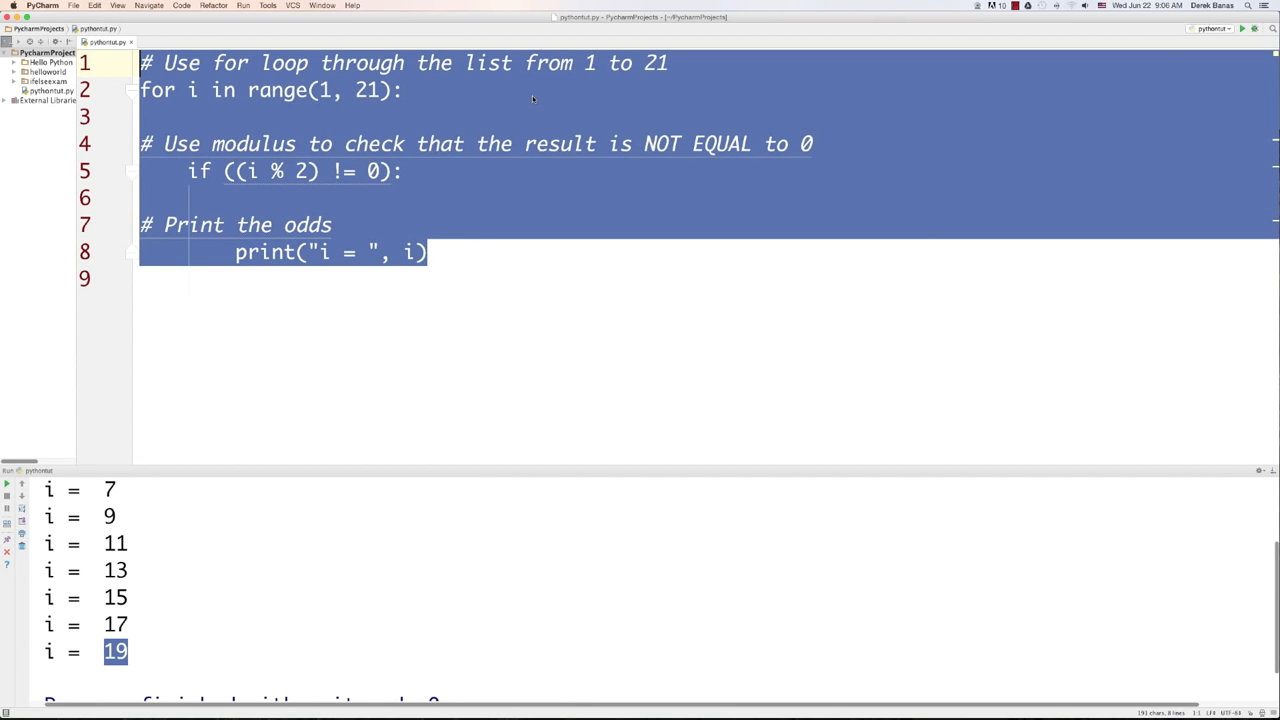 PyCharm File Edit View Navigate Code Refactor Run Tools VCS Window Help 10 Wed Jun 22 9:06 AM Derek Banas
pythontut.py - PycharmProjects - [~/PycharmProjects]
PycharmProjects pythontut.py pythontut
pythontut.py
PycharmProject
Hello Python
helloworld
ifelseexam
pythontut.py
External Librarie
1 # Use for loop through the list from 1 to 21
2 for i in range(1, 21):
3
4 # Use modulus to check that the result is NOT EQUAL to 0
5 if ((i % 2) != 0):
6
7 # Print the odds
8 print("i = ", i)
9
Run pythontut
i = 7
i = 9
i = 11
i = 13
i = 15
i = 17
i = 19
193 chars, 8 lines 1:1 LF÷ UTF-8÷